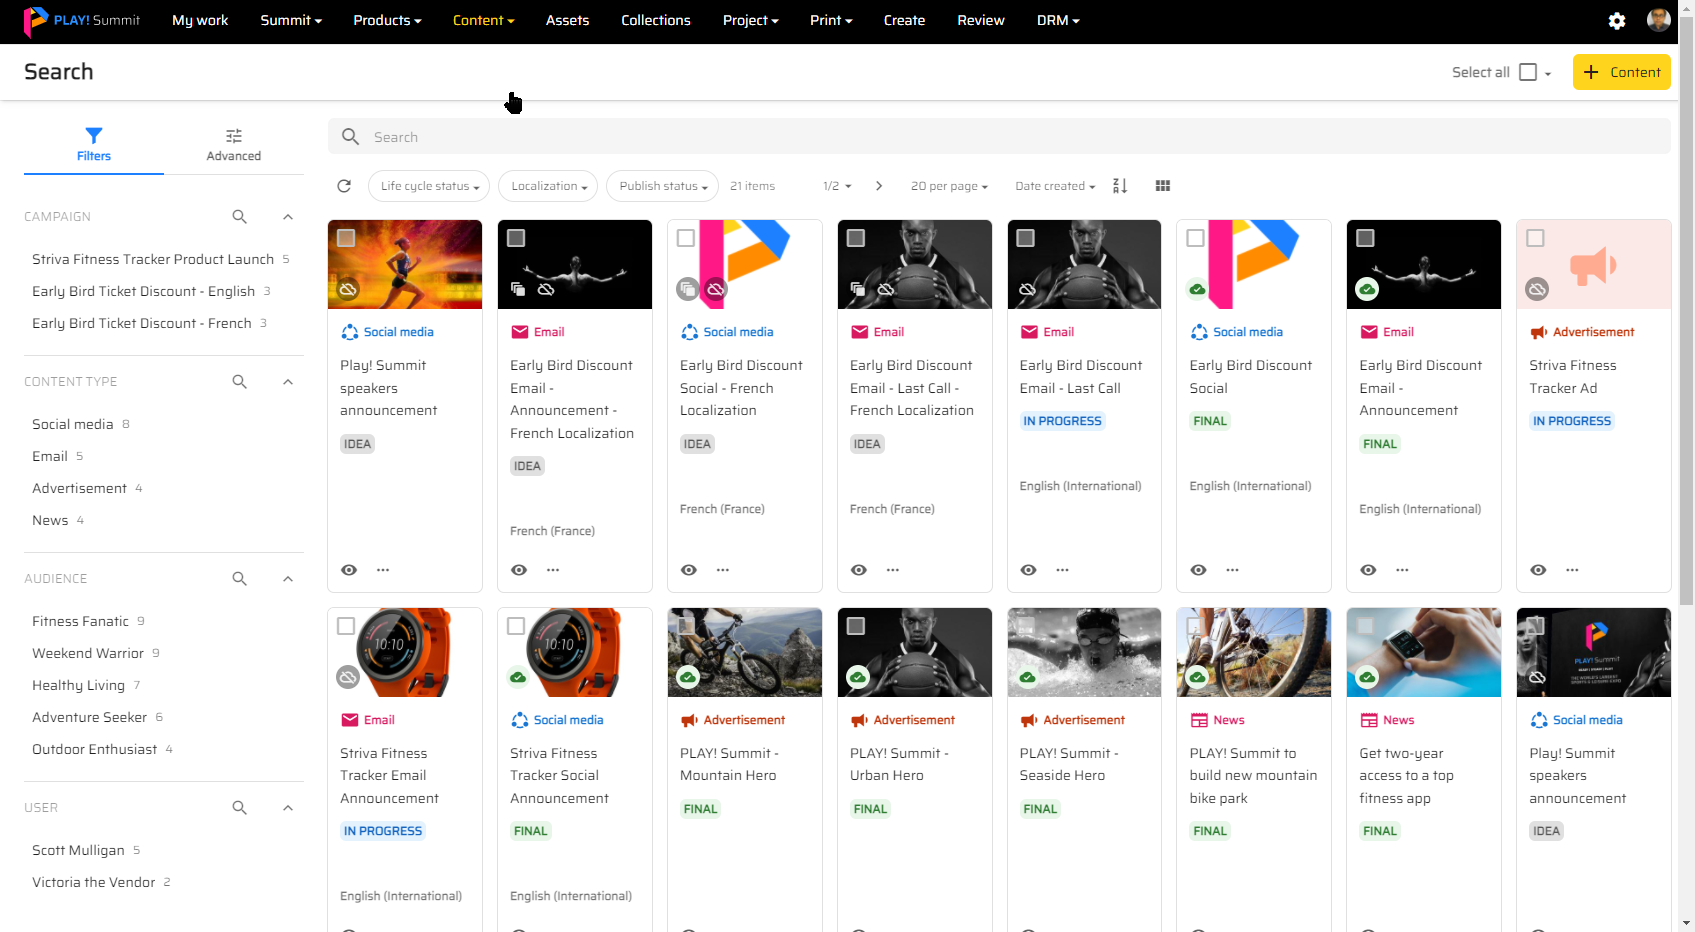 PLAY! Summit
My work
Summit
Products
Content
Assets
Collections
Project
Print
Create
Review
DRM
Search
Select all
+ Content
Filters
Advanced
Search
Life cycle status
Localization
Publish status
21 items
1/2
20 per page
Date created
CAMPAIGN
Striva Fitness Tracker Product Launch 5
Early Bird Ticket Discount - English 3
Early Bird Ticket Discount - French 3
CONTENT TYPE
Social media 8
Email 5
Advertisement 4
News 4
AUDIENCE
Fitness Fanatic 9
Weekend Warrior 9
Healthy Living 7
Adventure Seeker 6
Outdoor Enthusiast 4
USER
Scott Mulligan 5
Victoria the Vendor 2
Social media
Play! Summit
speakers
announcement
IDEA
Email
Early Bird Discount
Email -
Announcement -
French Localization
IDEA
French (France)
Social media
Early Bird Discount
Social - French
Localization
IDEA
French (France)
Email
Early Bird Discount
Email - Last Call -
French Localization
IDEA
French (France)
Email
Early Bird Discount
Email - Last Call
IN PROGRESS
English (International)
Social media
Early Bird Discount
Social
FINAL
English (International)
Email
Early Bird Discount
Email -
Announcement
FINAL
English (International)
Advertisement
Striva Fitness
Tracker Ad
IN PROGRESS
10:10
Email
Striva Fitness
Tracker Email
Announcement
IN PROGRESS
English (International)
10:10
Social media
Striva Fitness
Tracker Social
Announcement
FINAL
English (International)
Advertisement
PLAY! Summit -
Mountain Hero
FINAL
Advertisement
PLAY! Summit -
Urban Hero
FINAL
Advertisement
PLAY! Summit -
Seaside Hero
FINAL
News
PLAY! Summit to
build new mountain
bike park
FINAL
News
Get two-year
access to a top
fitness app
FINAL
PLAY! Summit
Social media
Play! Summit
speakers
announcement
IDEA